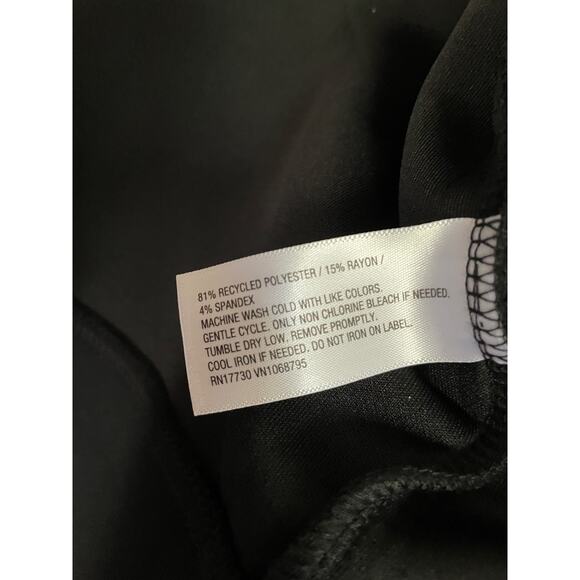 81% RECYCLED POLYESTER / 15% RAYON /
4% SPANDEX
MACHINE WASH COLD WITH LIKE COLORS.
GENTLE CYCLE. ONLY NON CHLORINE BLEACH IF NEEDED.
TUMBLE DRY LOW. REMOVE PROMPTLY.
COOL IRON IF NEEDED. DO NOT IRON ON LABEL.
RN17730 VN1068795